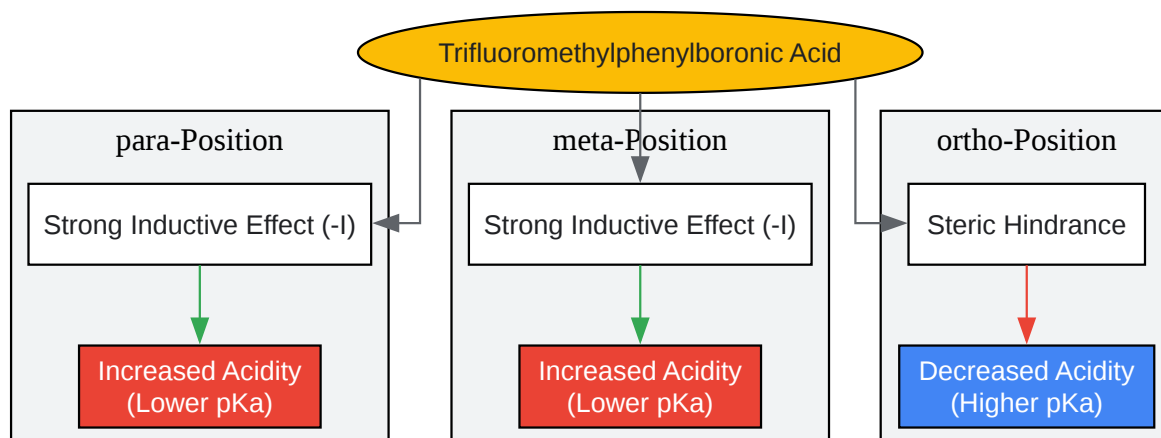 Trifluoromethylphenylboronic Acid
para-Position
meta-Position
ortho-Position
Strong Inductive Effect (-I)
Strong Inductive Effect (-I)
Steric Hindrance
Increased Acidity
(Lower pKa)
Increased Acidity
(Lower pKa)
Decreased Acidity
(Higher pKa)